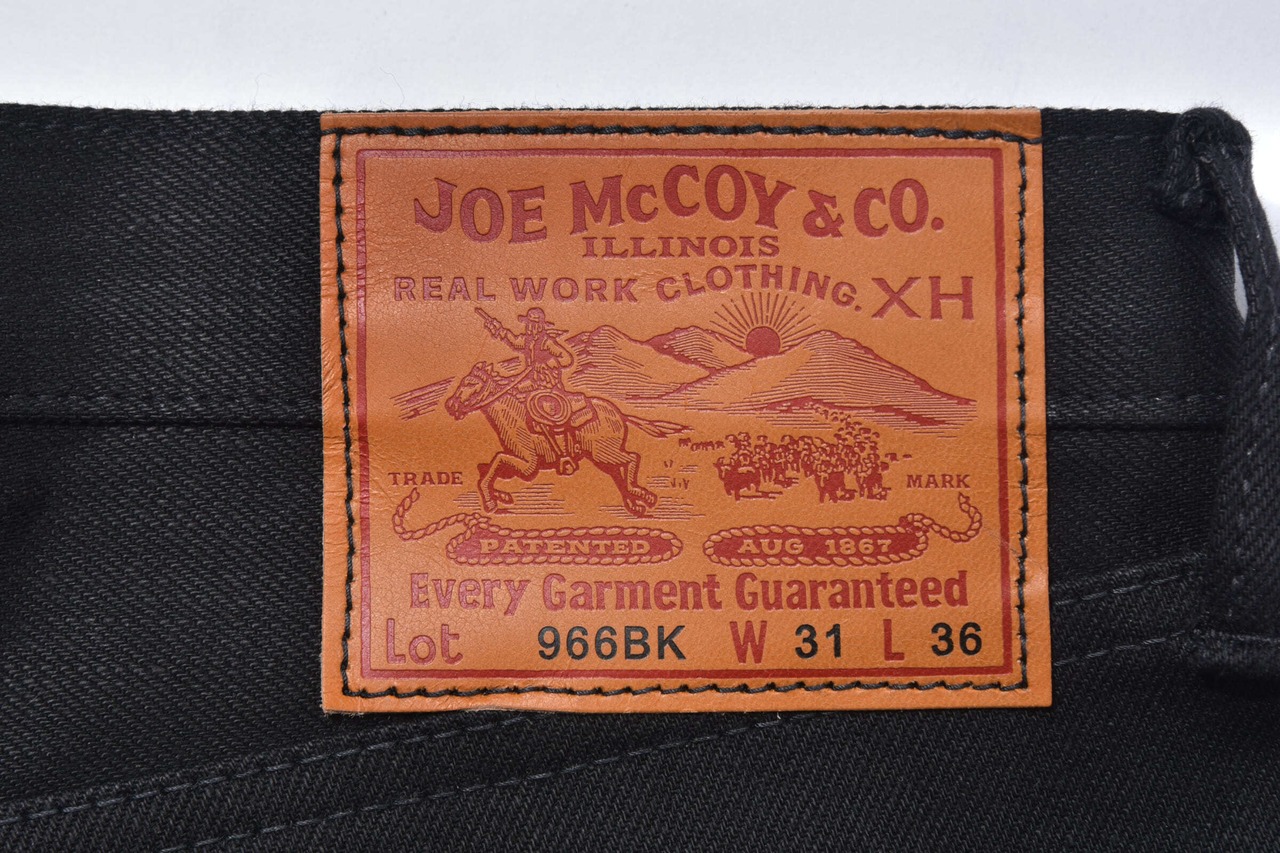 JOE McCOY & CO.
ILLINOIS
REAL WORK CLOTHING. XH
TRADE MARK
PATENTED AUG 1867
Every Garment Guaranteed
Lot 966BK W 31 L 36